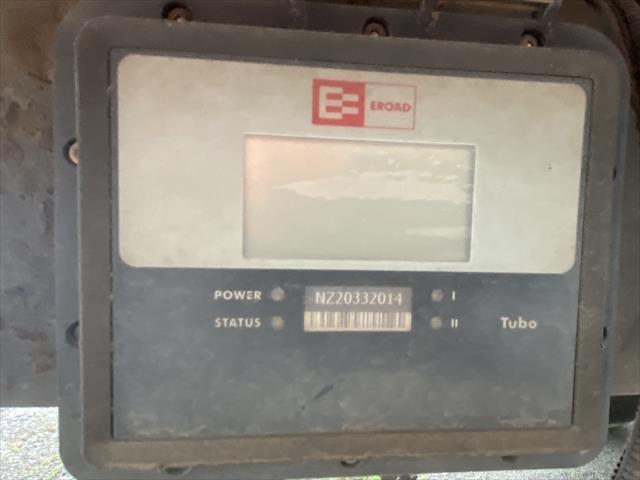 EROAD
POWER NZ20332014 I
STATUS II Tubo